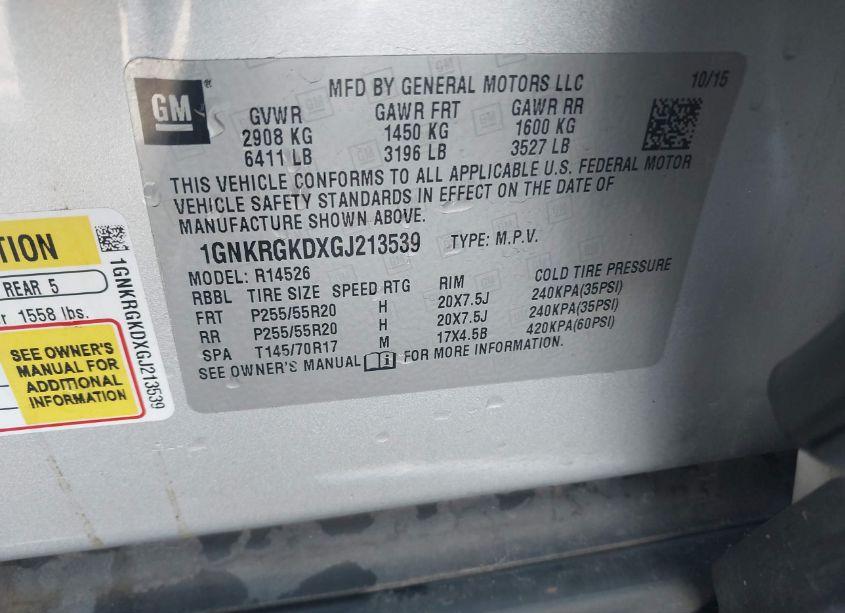 MFD BY GENERAL MOTORS LLC 10/15
GM®
GVWR GAWR FRT GAWR RR
2908 KG 1450 KG 1600 KG
6411 LB 3196 LB 3527 LB
THIS VEHICLE CONFORMS TO ALL APPLICABLE U.S. FEDERAL MOTOR
VEHICLE SAFETY STANDARDS IN EFFECT ON THE DATE OF
MANUFACTURE SHOWN ABOVE.
1GNKRGKDXGJ213539 TYPE: M.P.V.
MODEL: R14526
RBBL TIRE SIZE SPEED RTG RIM COLD TIRE PRESSURE
FRT P255/55R20 H 20X7.5J 240KPA(35PSI)
RR P255/55R20 H 20X7.5J 240KPA(35PSI)
SPA T145/70R17 M 17X4.5B 420KPA(60PSI)
SEE OWNER'S MANUAL FOR MORE INFORMATION.
TION
REAR 5
r 1558 lbs.
SEE OWNER'S
MANUAL FOR
ADDITIONAL
INFORMATION
1GNKRGKDXGJ213539